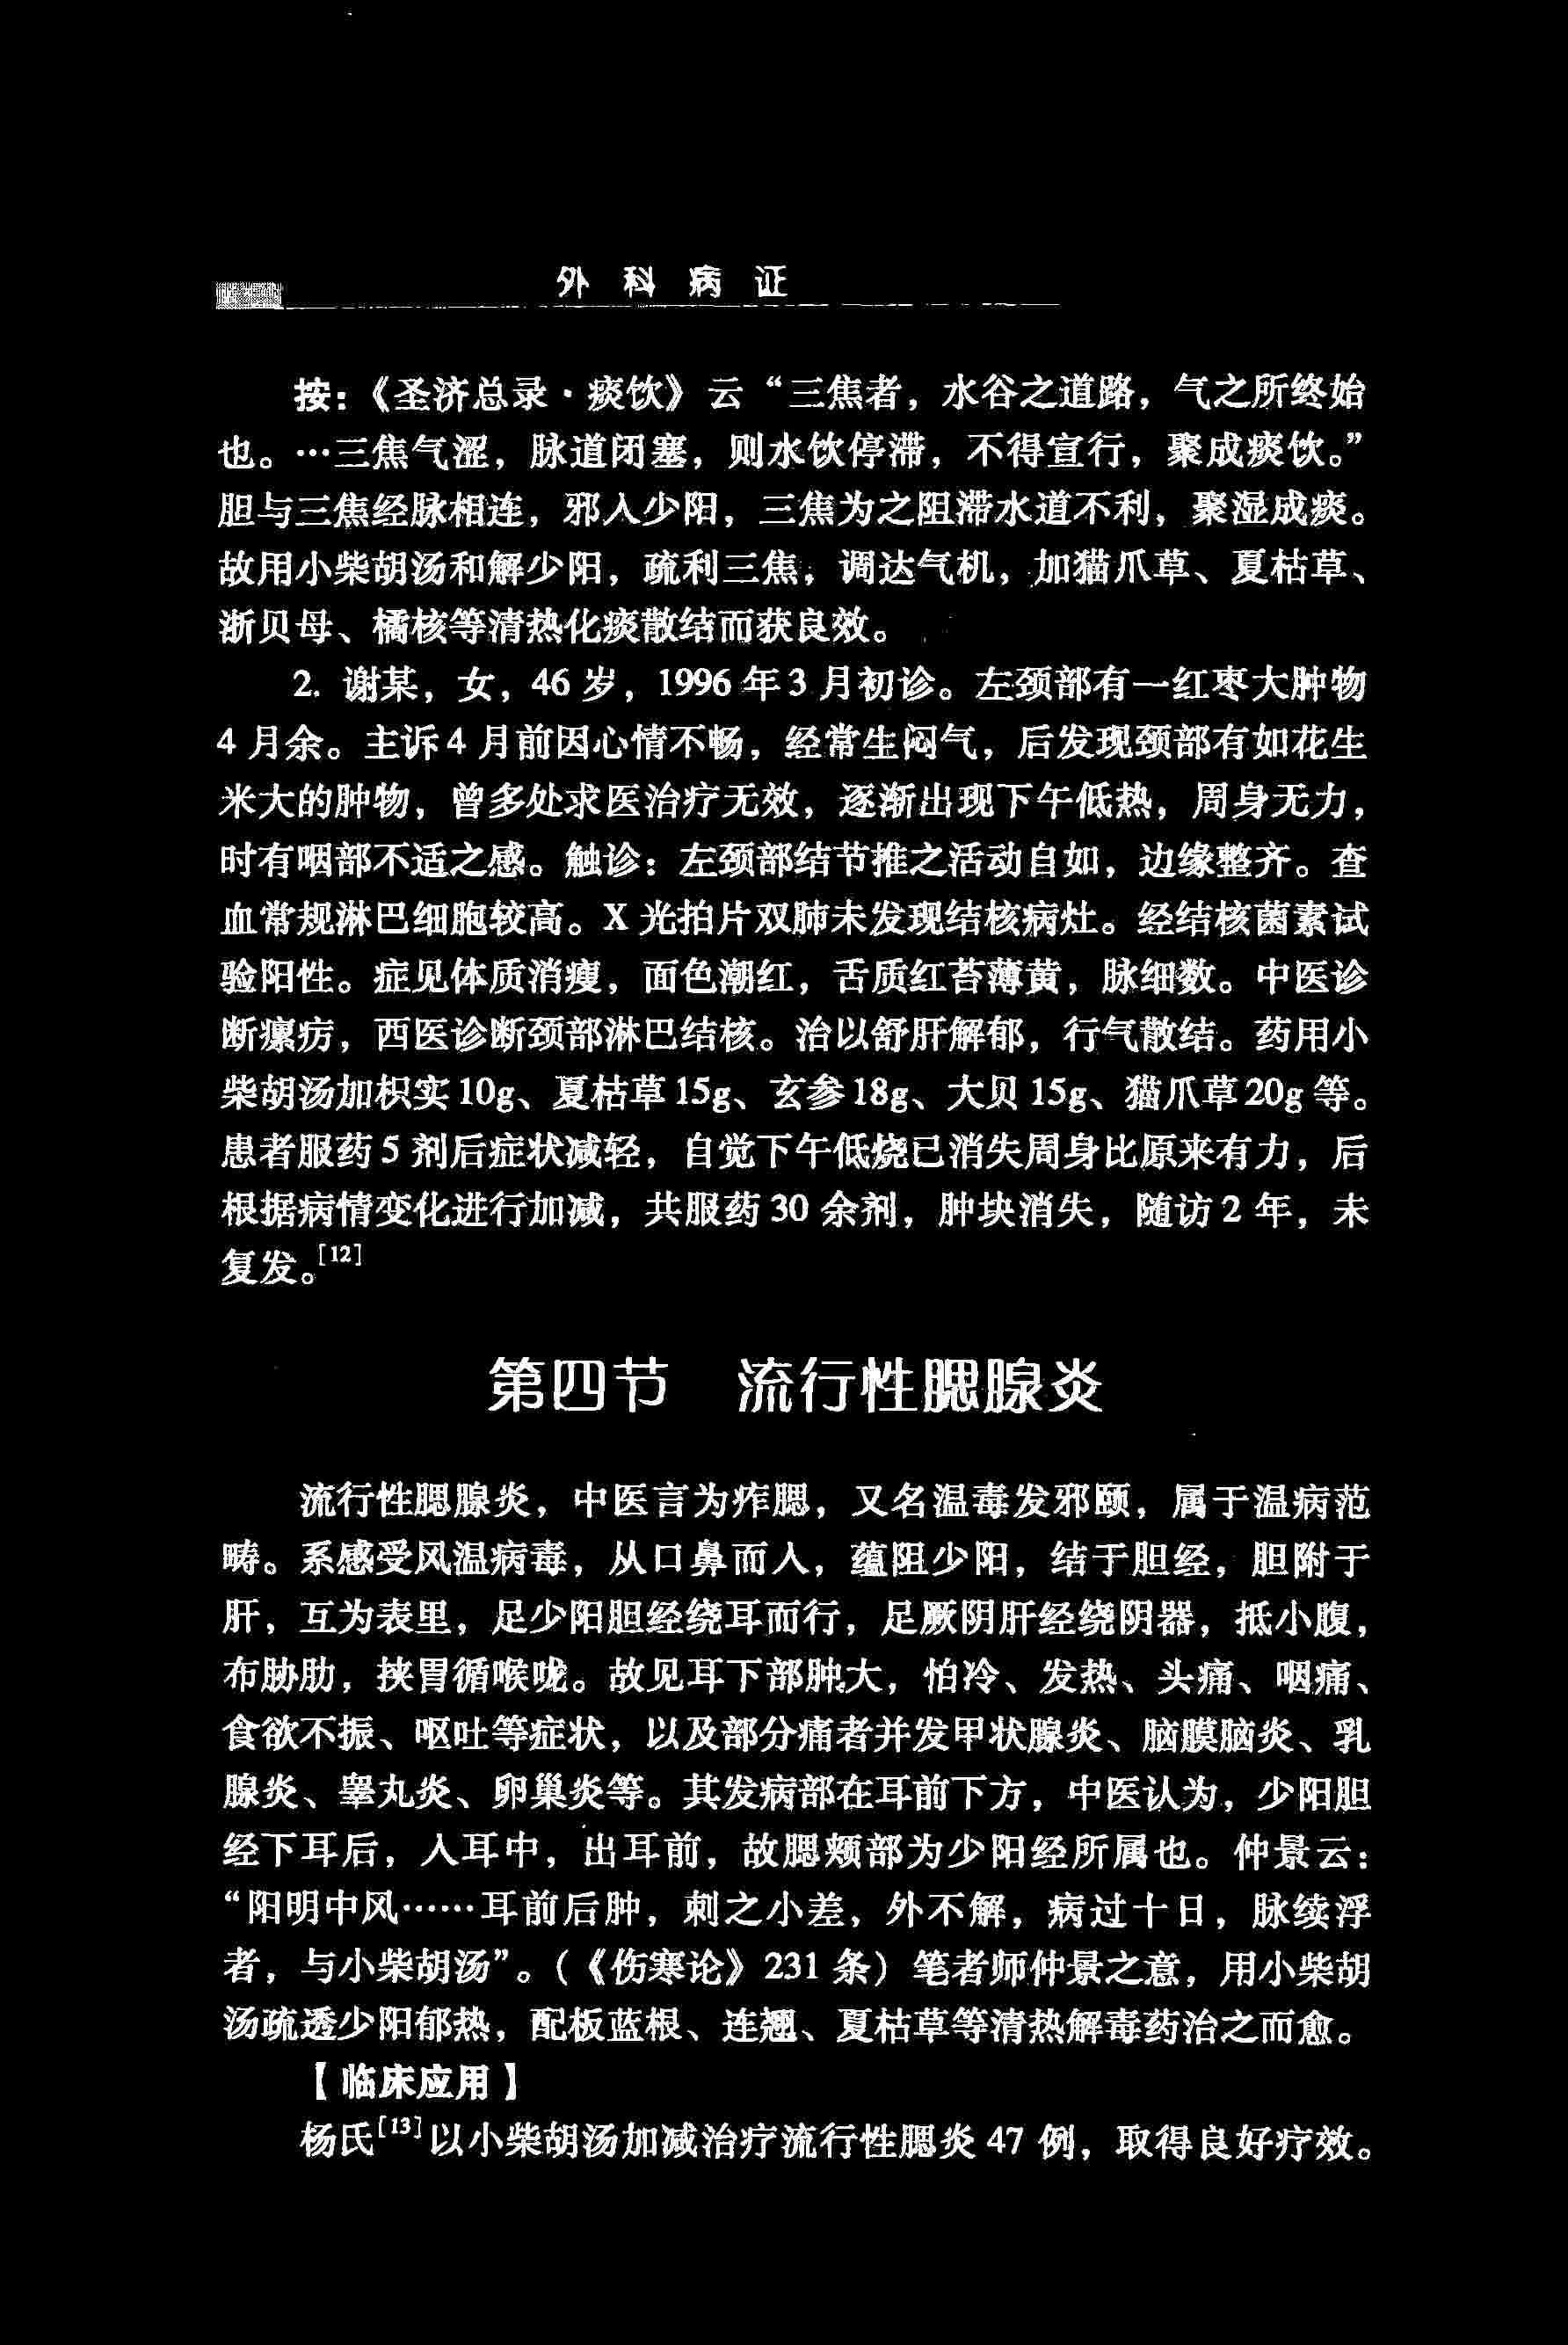 外科病证
按：《圣济总录·痰饮》云“三焦者，水谷之道路，气之所终始
也。…三焦气涩，脉道闭塞，则水饮停滞，不得宣行，聚成痰饮。”
胆与三焦经脉相连，邪入少阳，三焦为之阻滞水道不利，聚湿成痰。
故用小柴胡汤和解少阳，疏利三焦，调达气机，加猫爪草、夏枯草、
浙贝母、橘核等清热化痰散结而获良效。
2. 谢某，女，46岁，1996年3月初诊。左颈部有一红枣大肿物
4月余。主诉4月前因心情不畅，经常生闷气，后发现颈部有如花生
米大的肿物，曾多处求医治疗无效，逐渐出现下午低热，周身无力，
时有咽部不适之感。触诊：左颈部结节推之活动自如，边缘整齐。查
血常规淋巴细胞较高。X光拍片双肺未发现结核病灶。经结核菌素试
验阳性。症见体质消瘦，面色潮红，舌质红苔薄黄，脉细数。中医诊
断瘰疬，西医诊断颈部淋巴结核。治以舒肝解郁，行气散结。药用小
柴胡汤加枳实10g、夏枯草15g、玄参18g、大贝15g、猫爪草20g等。
患者服药5剂后症状减轻，自觉下午低烧已消失周身比原来有力，后
根据病情变化进行加减，共服药30余剂，肿块消失，随访2年，未
复发。[12]
第四节 流行性腮腺炎
流行性腮腺炎，中医言为痄腮，又名温毒发邪颐，属于温病范
畴。系感受风温病毒，从口鼻而入，蕴阻少阳，结于胆经，胆附于
肝，互为表里，足少阳胆经绕耳而行，足厥阴肝经绕阴器，抵小腹，
布胁肋，挟胃循喉咙。故见耳下部肿大，怕冷、发热、头痛、咽痛、
食欲不振、呕吐等症状，以及部分痛者并发甲状腺炎、脑膜脑炎、乳
腺炎、睾丸炎、卵巢炎等。其发病部在耳前下方，中医认为，少阳胆
经下耳后，入耳中，出耳前，故腮颊部为少阳经所属也。仲景云：
“阳明中风……耳前后肿，刺之小差，外不解，病过十日，脉续浮
者，与小柴胡汤”。（《伤寒论》231条）笔者师仲景之意，用小柴胡
汤疏透少阳郁热，配板蓝根、连翘、夏枯草等清热解毒药治之而愈。
【临床应用】
杨氏[13]以小柴胡汤加减治疗流行性腮炎47例，取得良好疗效。